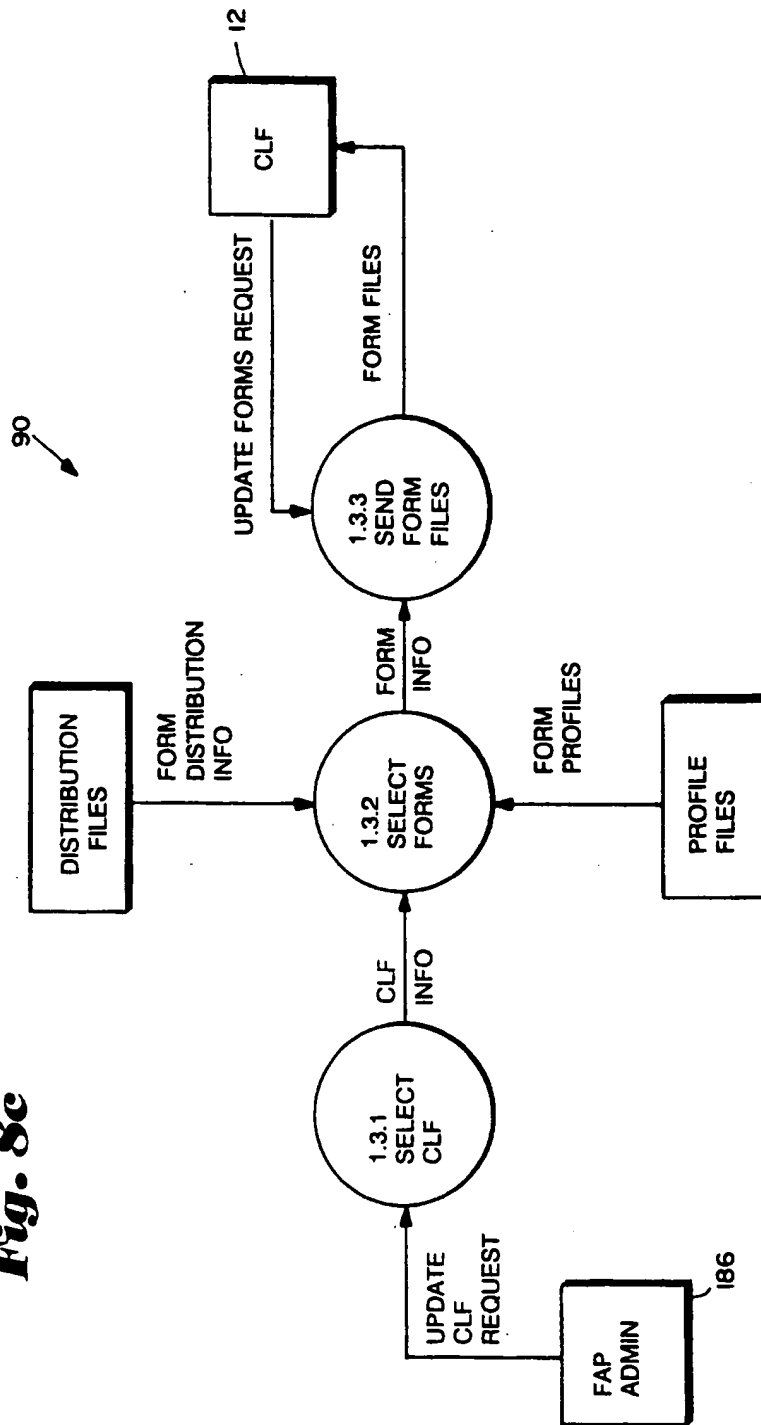 Fig. 8c
90
DISTRIBUTION
FILES
FORM
DISTRIBUTION
INFO
12
CLF
UPDATE FORMS REQUEST
FORM FILES
1.3.1
SELECT
CLF
CLF
INFO
1.3.2
SELECT
FORMS
FORM
INFO
1.3.3
SEND
FORM
FILES
UPDATE
CLF
REQUEST
FAP
ADMIN
186
FORM
PROFILES
PROFILE
FILES